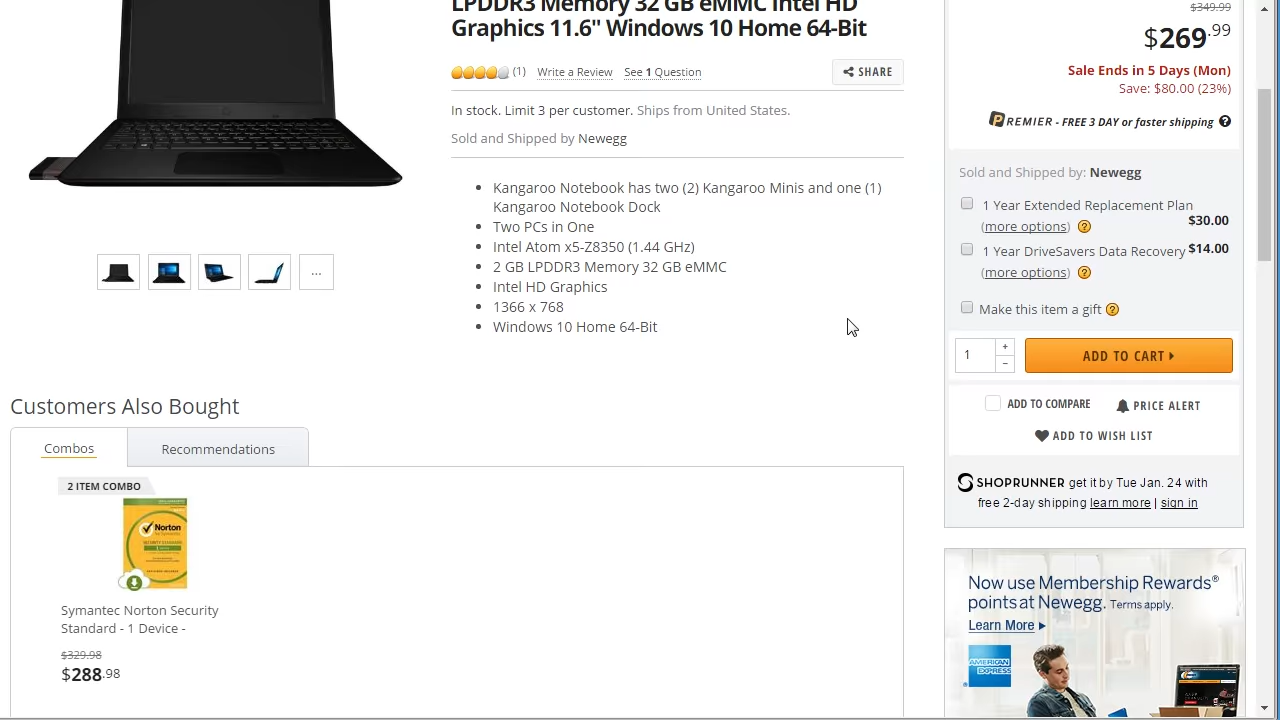 LPDDR3 Memory 32 GB eMMC Intel HD
Graphics 11.6" Windows 10 Home 64-Bit
(1) Write a Review See 1 Question
SHARE
In stock. Limit 3 per customer. Ships from United States.
Sold and Shipped by Newegg
Kangaroo Notebook has two (2) Kangaroo Minis and one (1)
Kangaroo Notebook Dock
Two PCs in One
Intel Atom x5-Z8350 (1.44 GHz)
2 GB LPDDR3 Memory 32 GB eMMC
Intel HD Graphics
1366 x 768
Windows 10 Home 64-Bit
...
$349.99
$269.99
Sale Ends in 5 Days (Mon)
Save: $80.00 (23%)
PREMIER - FREE 3 DAY or faster shipping ?
Sold and Shipped by: Newegg
1 Year Extended Replacement Plan
(more options) ? $30.00
1 Year DriveSavers Data Recovery $14.00
(more options) ?
Make this item a gift ?
1 + −
ADD TO CART
ADD TO COMPARE
PRICE ALERT
ADD TO WISH LIST
SHOPRUNNER get it by Tue Jan. 24 with
free 2-day shipping learn more | sign in
Customers Also Bought
Combos
Recommendations
2 ITEM COMBO
Norton
Symantec Norton Security
Standard - 1 Device -
$329.98
$288.98
Now use Membership Rewards®
points at Newegg. Terms apply.
Learn More
AMERICAN
EXPRESS